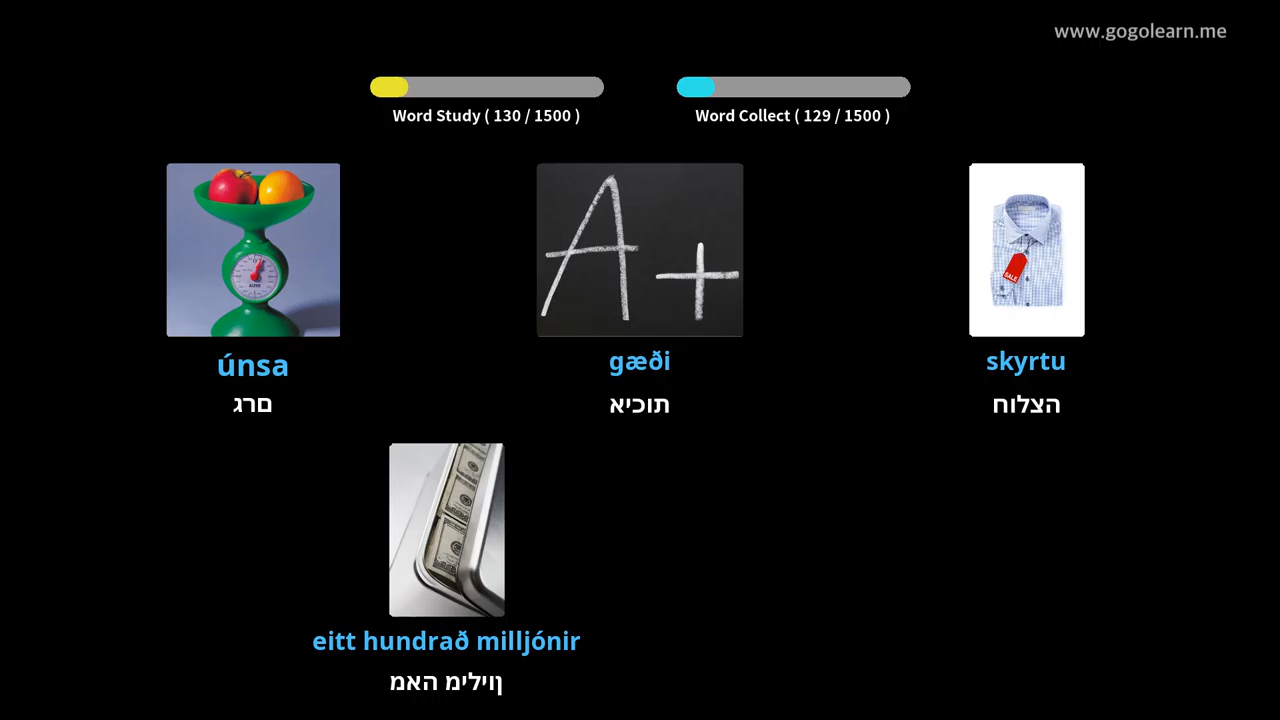 www.gogolearn.me
Word Study ( 130 / 1500 )
Word Collect ( 129 / 1500 )
únsa
םרג
gæði
תוכיא
skyrtu
הצלוח
SALE
eitt hundrað milljónir
ןוילימ האמ